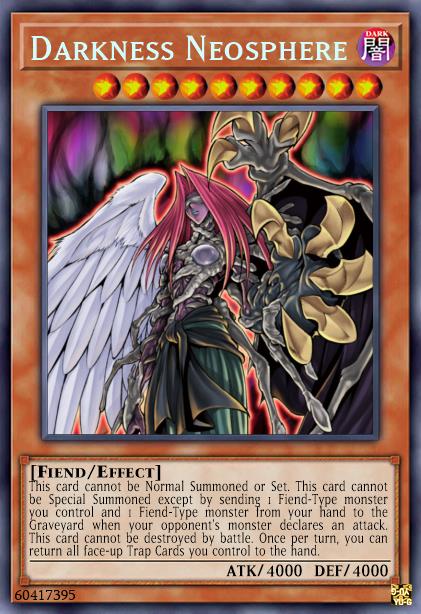 Darkness Neosphere
DARK
闇
[Fiend/Effect]
This card cannot be Normal Summoned or Set. This card cannot
be Special Summoned except by sending 1 Fiend-Type monster
you control and 1 Fiend-Type monster from your hand to the
Graveyard when your opponent's monster declares an attack.
This card cannot be destroyed by battle. Once per turn, you can
return all face-up Trap Cards you control to the hand.
ATK/4000 DEF/4000
60417395